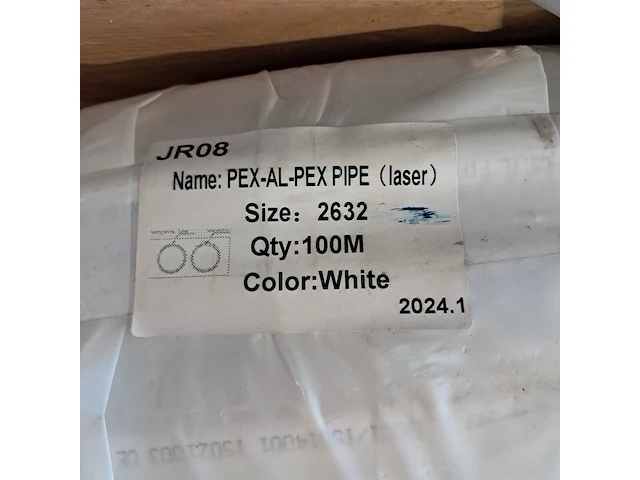 JR08
Name: PEX-AL-PEX PIPE（laser）
Size：2632
Qty:100M
Color:White
2024.1